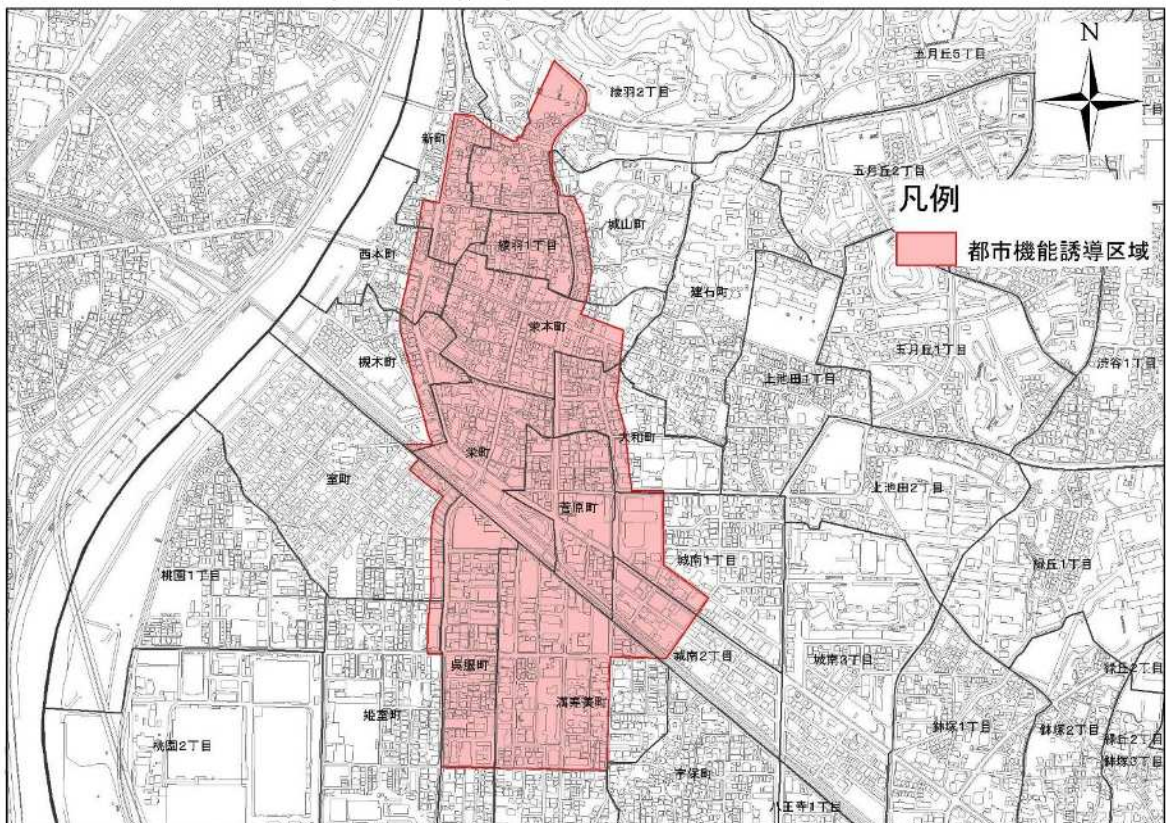 N
凡例
都市機能誘導区域
五月丘5丁目
綾羽2丁目
新町
五月丘2丁目
城山町
綾羽1丁目
西本町
建石町
栄本町
五月丘1丁目
槻木町
上池田1丁目
渋谷1丁目
大和町
栄町
室町
上池田2丁目
菅原町
城南1丁目
緑丘1丁目
桃園1丁目
呉服町
城南2丁目
城南3丁目
緑丘2丁目
満寿美町
姫室町
桃園2丁目
鉢塚1丁目
鉢塚2丁目
緑丘2丁目
鉢塚3丁目
宇保町
八王寺1丁目